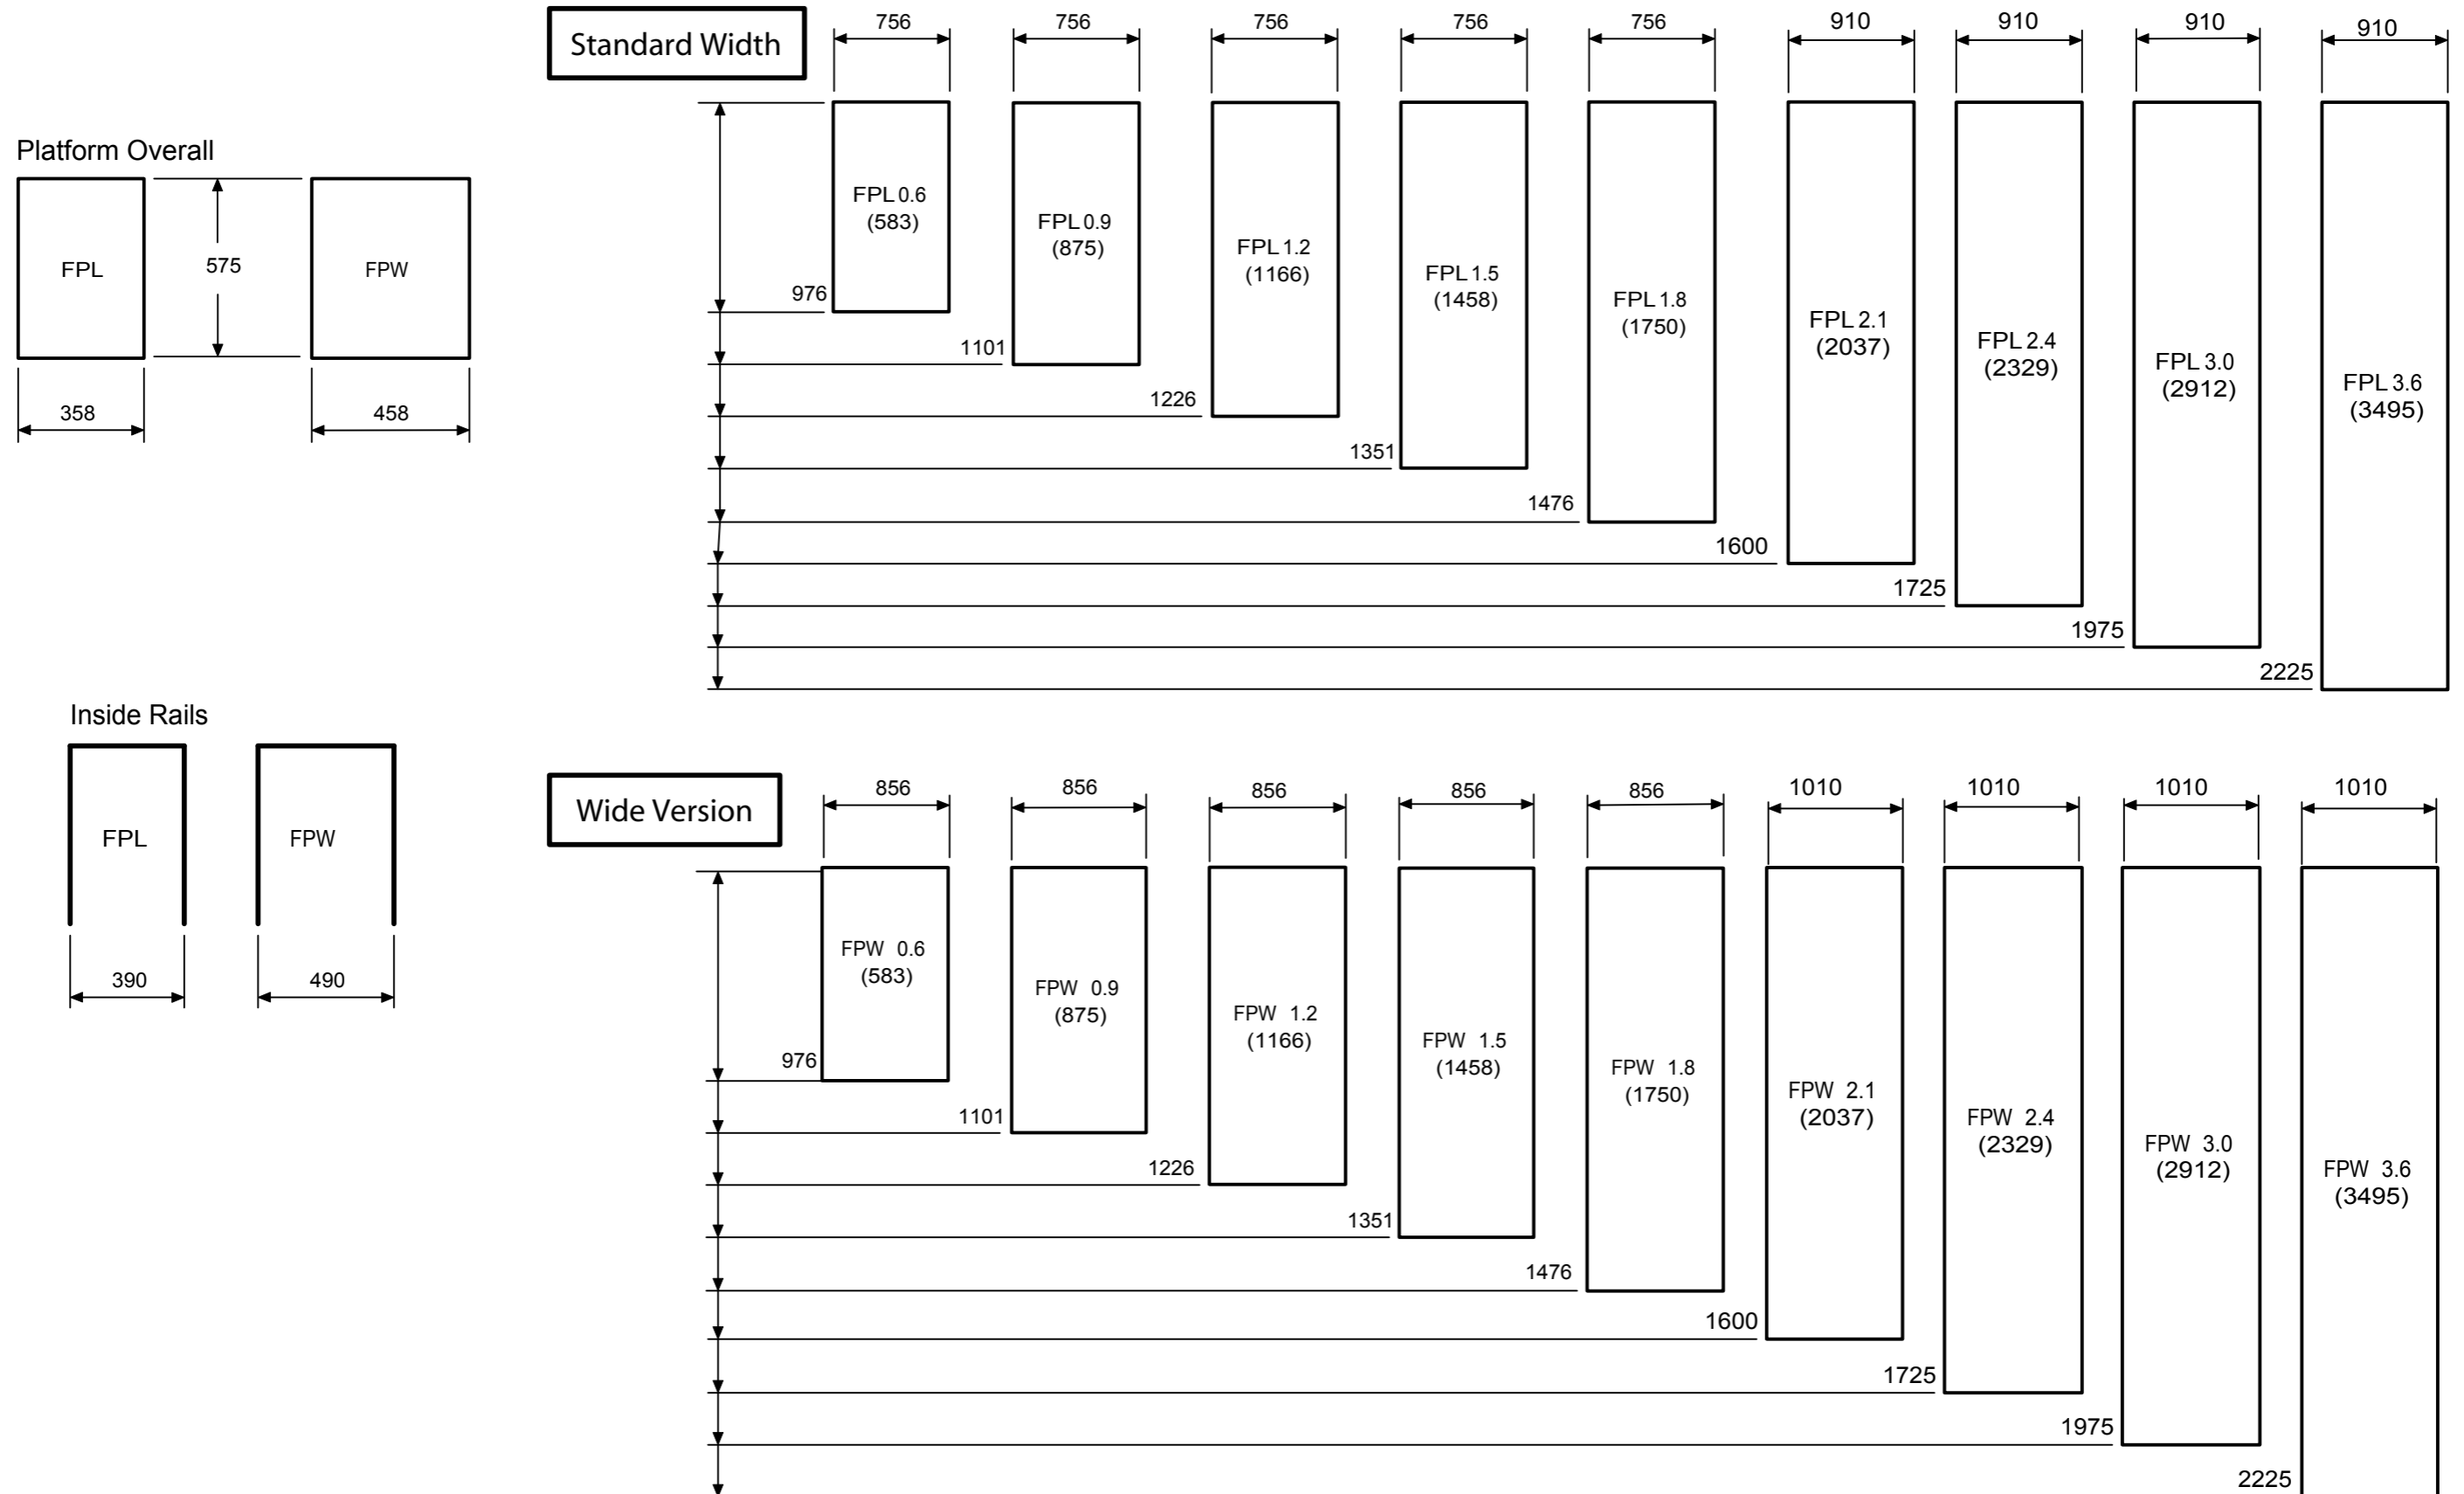 Standard Width
756
756
756
756
756
910
910
910
910
Platform Overall
FPL
575
FPW
358
458
FPL 0.6
(583)
FPL 0.9
(875)
FPL 1.2
(1166)
FPL 1.5
(1458)
FPL 1.8
(1750)
FPL 2.1
(2037)
FPL 2.4
(2329)
FPL 3.0
(2912)
FPL 3.6
(3495)
976
1101
1226
1351
1476
1600
1725
1975
2225
Inside Rails
FPL
FPW
390
490
Wide Version
856
856
856
856
856
1010
1010
1010
1010
FPW 0.6
(583)
FPW 0.9
(875)
FPW 1.2
(1166)
FPW 1.5
(1458)
FPW 1.8
(1750)
FPW 2.1
(2037)
FPW 2.4
(2329)
FPW 3.0
(2912)
FPW 3.6
(3495)
976
1101
1226
1351
1476
1600
1725
1975
2225